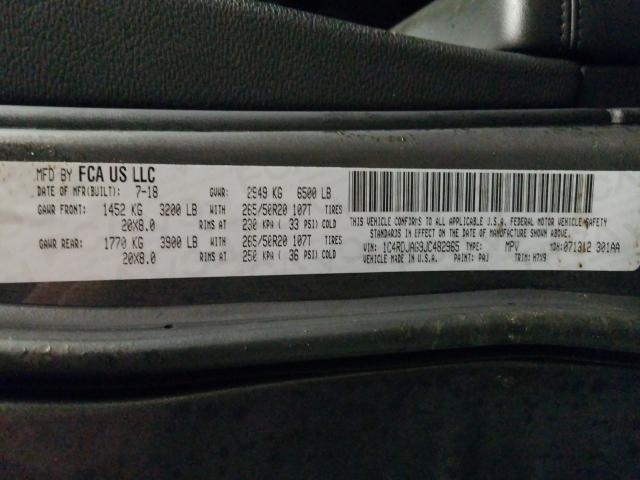 MFD BY FCA US LLC
DATE OF MFR(BUILT): 7-18 GVWR: 2949 KG 6500 LB
GAWR FRONT: 1452 KG 3200 LB WITH 265/50R20 107T TIRES
20X8.0 RIMS AT 230 KPA ( 33 PSI) COLD
GAWR REAR: 1770 KG 3900 LB WITH 265/50R20 107T TIRES
20X8.0 RIMS AT 250 KPA ( 36 PSI) COLD
THIS VEHICLE CONFORMS TO ALL APPLICABLE U.S.A. FEDERAL MOTOR VEHICLE SAFETY
STANDARDS IN EFFECT ON THE DATE OF MANUFACTURE SHOWN ABOVE.
VIN: 1C4RDJAG9JC482965 TYPE: MPV MDH: 071312 301AA
VEHICLE MADE IN U.S.A. PAINT: PAU TRIM: H7X9